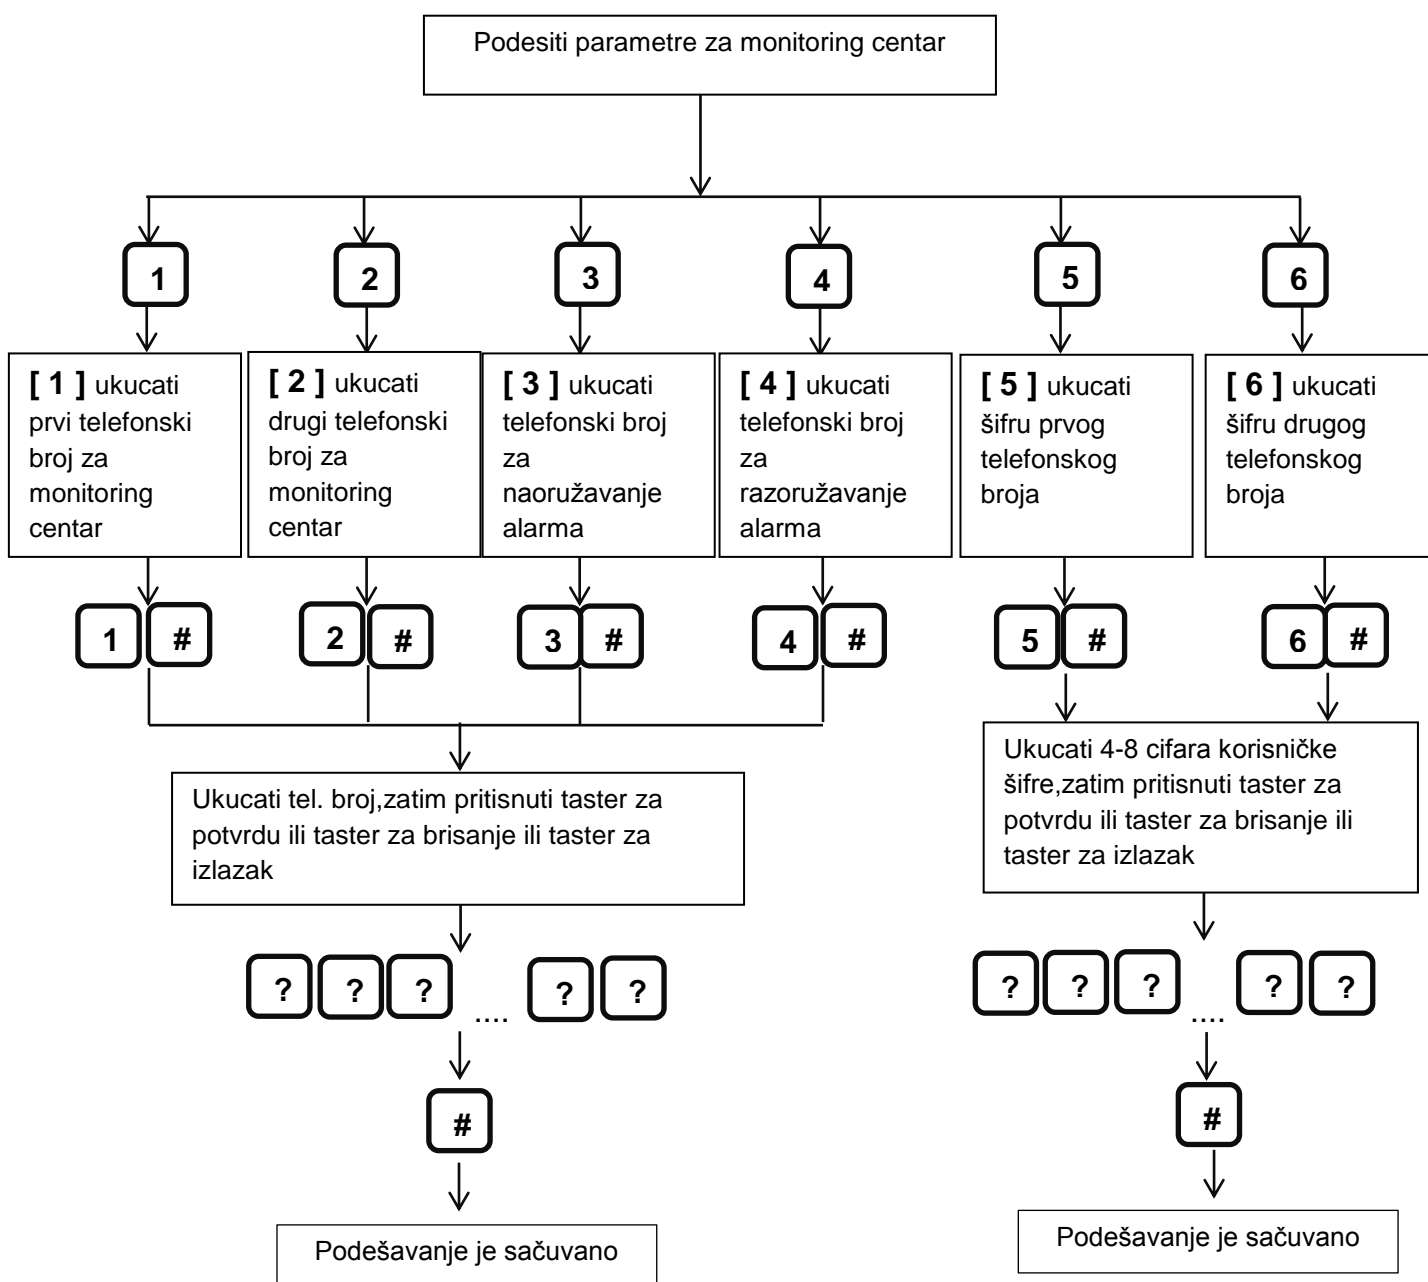 Podesiti parametre za monitoring centar
1
2
3
4
5
6
[ 1 ] ukucati
prvi telefonski
broj za
monitoring
centar
[ 2 ] ukucati
drugi telefonski
broj za
monitoring
centar
[ 3 ] ukucati
telefonski broj
za
naoružavanje
alarma
[ 4 ] ukucati
telefonski broj
za
razoružavanje
alarma
[ 5 ] ukucati
šifru prvog
telefonskog
broja
[ 6 ] ukucati
šifru drugog
telefonskog
broja
1 #
2 #
3 #
4 #
5 #
6 #
Ukucati tel. broj,zatim pritisnuti taster za
potvrdu ili taster za brisanje ili taster za
izlazak
? ? ? .... ? ?
#
Podešavanje je sačuvano
Ukucati 4-8 cifara korisničke
šifre,zatim pritisnuti taster za
potvrdu ili taster za brisanje ili
taster za izlazak
? ? ? .... ? ?
#
Podešavanje je sačuvano